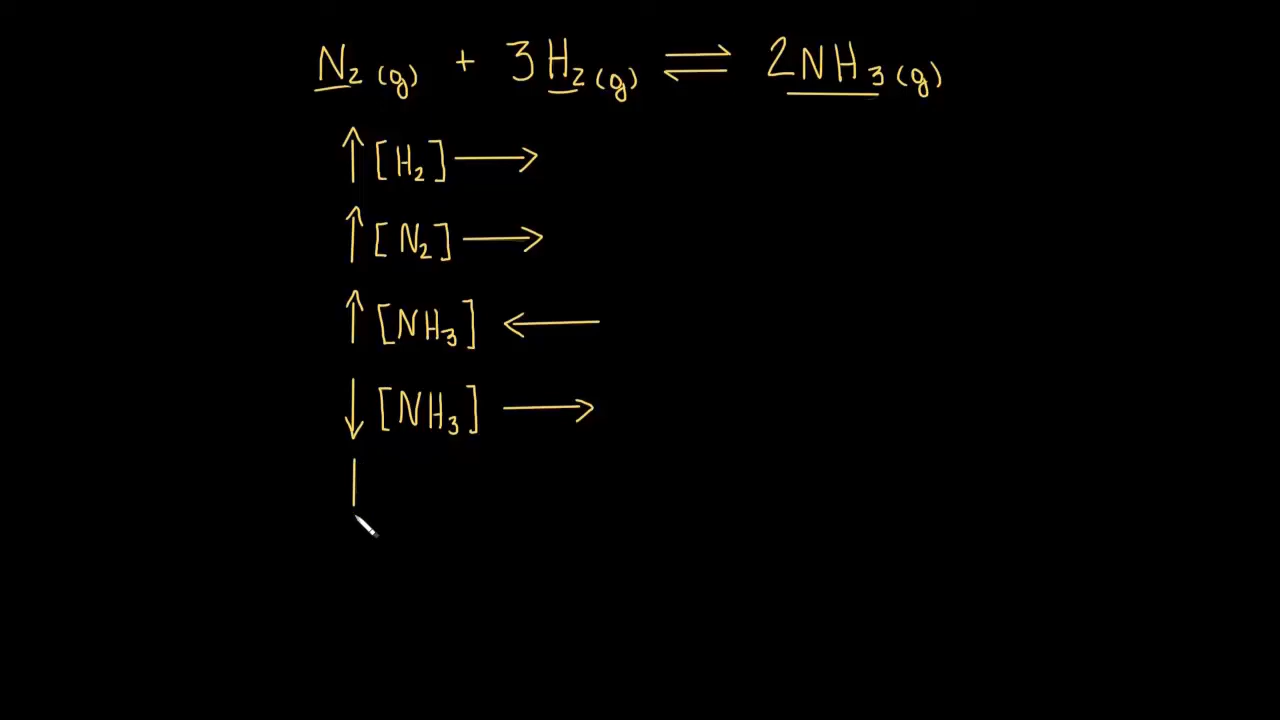 N₂(g) + 3H₂(g) ⇌ 2NH₃(g)
↑[H₂] →
↑[N₂] →
↑[NH₃] ←
↓[NH₃] →